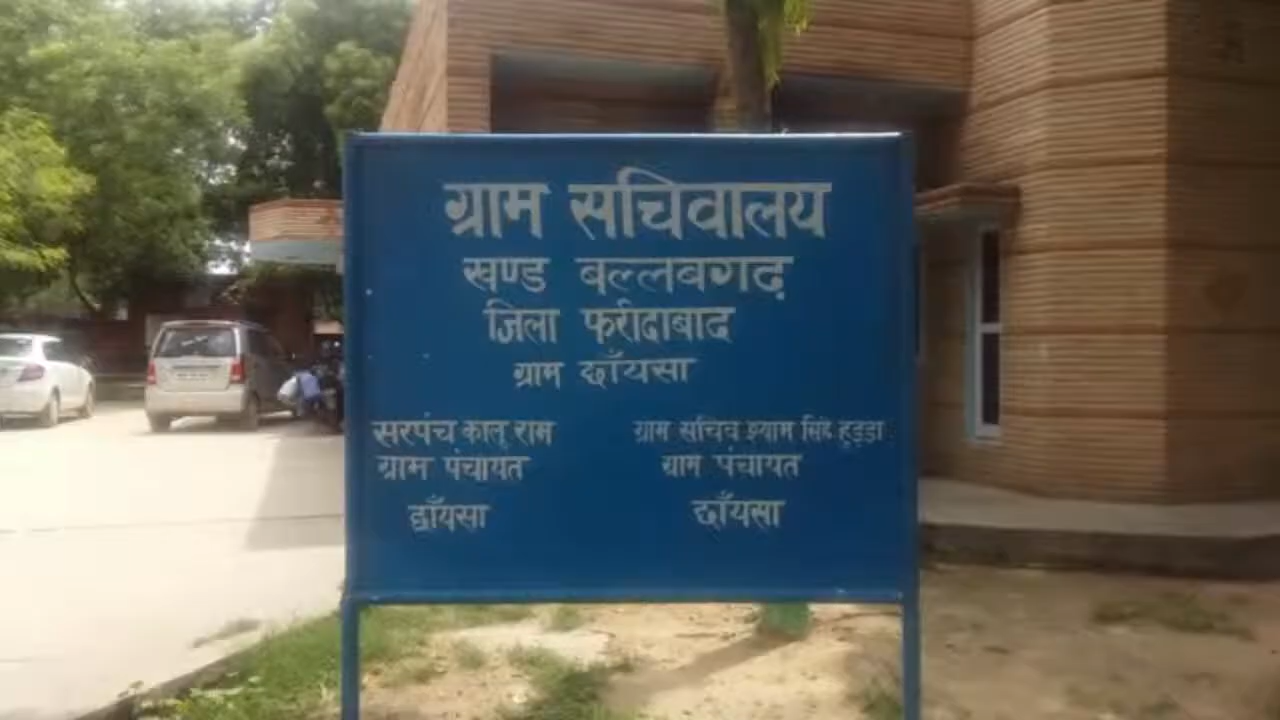 ग्राम सचिवालय
खण्ड बल्लबगढ़
जिला फरीदाबाद
ग्राम छाँयसा
सरपंच कालु राम
ग्राम पंचायत
छाँयसा
ग्राम सचिव श्याम सिंह हुड्डा
ग्राम पंचायत
छाँयसा